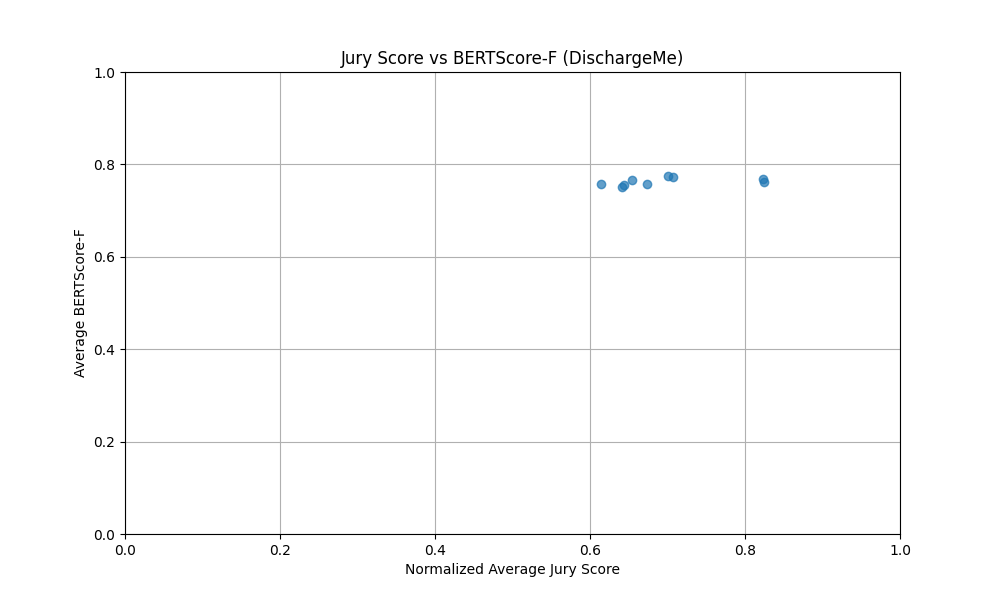 Jury Score vs BERTScore-F (DischargeMe)
1.0
0.8
0.6
0.4
0.2
0.0
Average BERTScore-F
0.0 0.2 0.4 0.6 0.8 1.0
Normalized Average Jury Score